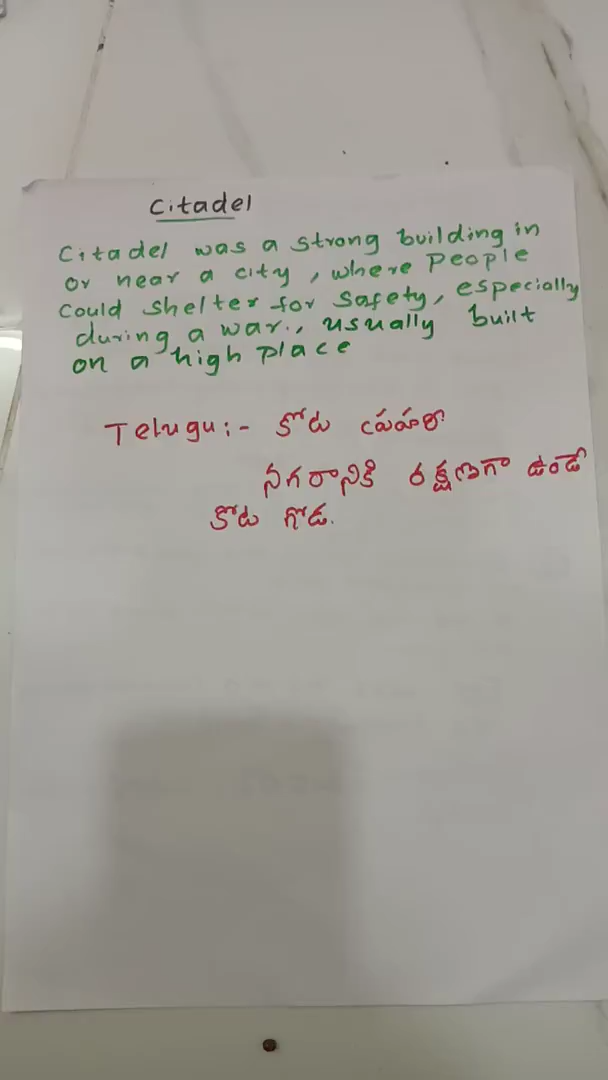 Citadel
Citadel was a strong building in
or near a city, where people
could shelter for safety, especially
during a war., usually built
on a high place
Telugu:- కోట
నగరానికి రక్షణగా ఉండే
కోట గోడ.